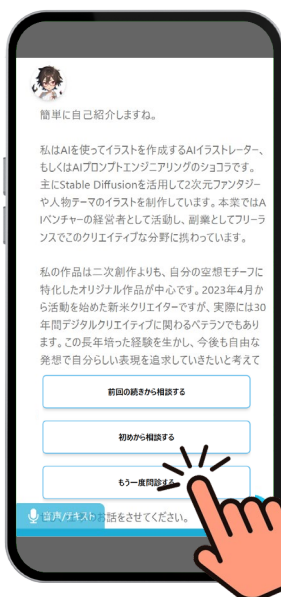 簡単に自己紹介しますね。
私はAIを使ってイラストを作成するAIイラストレーター、
もしくはAIプロンプトエンジニアリングのショコラです。
主にStable Diffusionを活用して2次元ファンタジー
や人物テーマのイラストを制作しています。本業ではA
Iベンチャーの経営者として活動し、副業としてフリーラ
ンスでこのクリエイティブな分野に携わっています。
私の作品は二次創作よりも、自分の空想モチーフに
特化したオリジナル作品が中心です。2023年4月か
ら活動を始めた新米クリエイターですが、実際には30
年間デジタルクリエイティブに関わるベテランでもあり
ます。この長年培った経験を生かし、今後も自由な
発想で自分らしい表現を追求していきたいと考えて
前回の続きから相談する
初めから相談する
もう一度問診する
音声/テキスト
お話をさせてください。